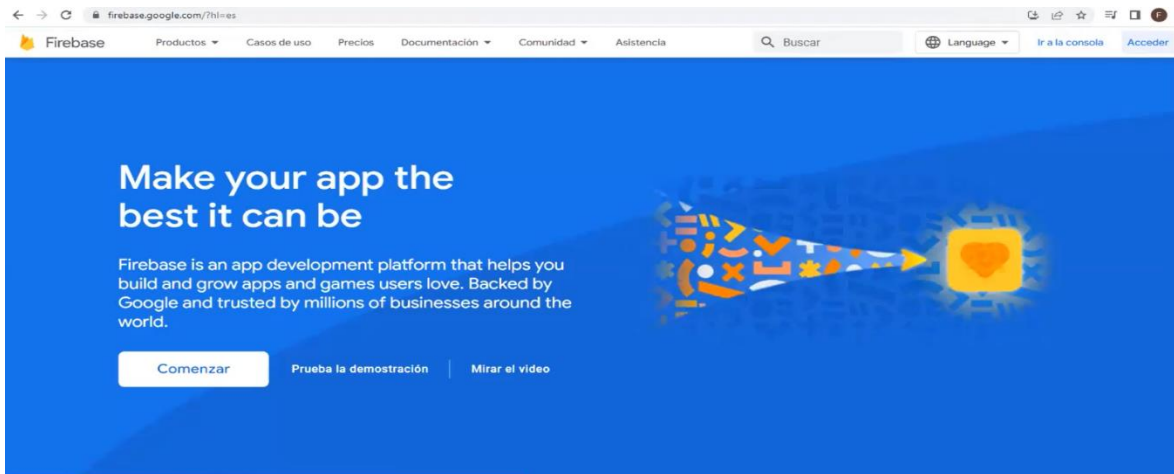 firebase.google.com/?hl=es
Firebase Productos Casos de uso Precios Documentación Comunidad Asistencia Buscar Language Ir a la consola Acceder
Make your app the
best it can be
Firebase is an app development platform that helps you
build and grow apps and games users love. Backed by
Google and trusted by millions of businesses around the
world.
Comenzar Prueba la demostración Mirar el video